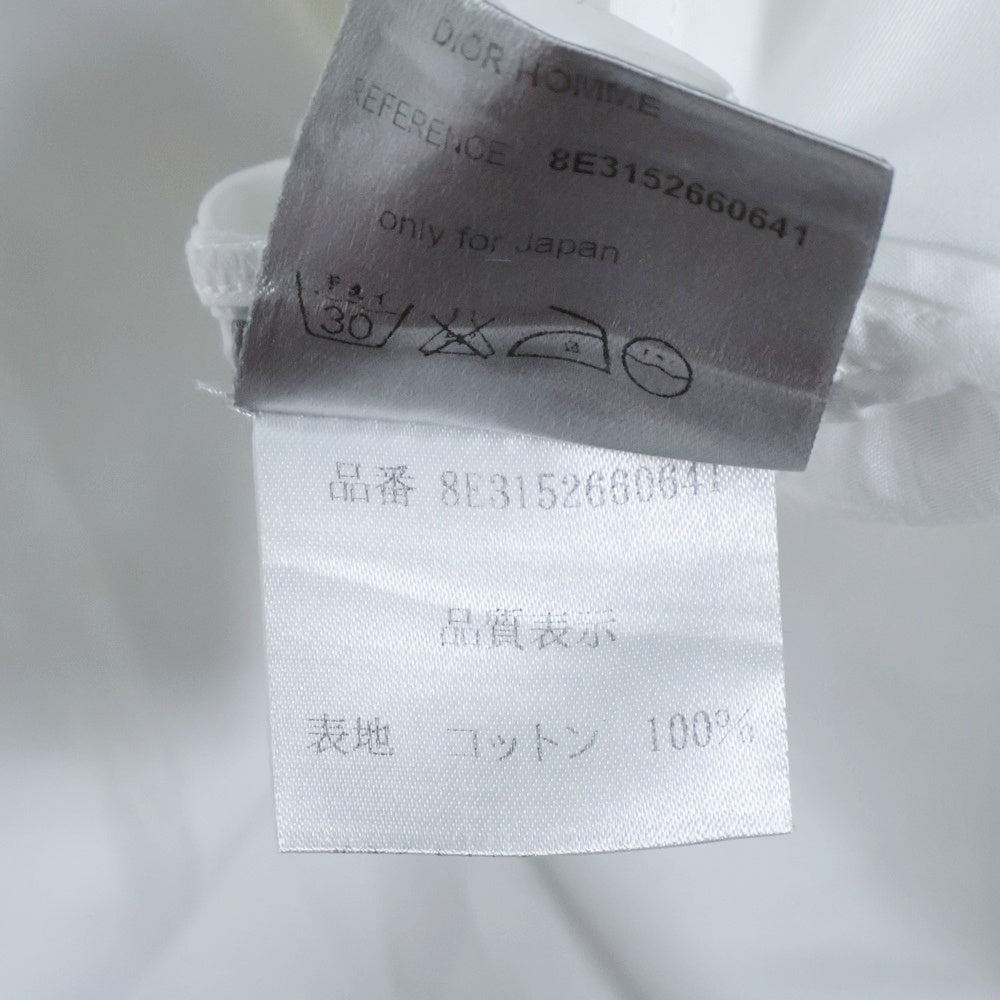 DIOR HOMME
REFERENCE 8E3152660641
only for Japan
30
品番 8E3152660641
品質表示
表地 コットン 100%